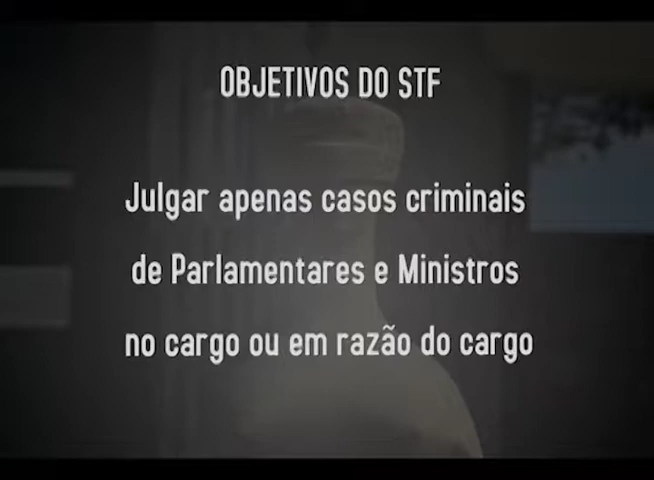 OBJETIVOS DO STF
Julgar apenas casos criminais
de Parlamentares e Ministros
no cargo ou em razão do cargo